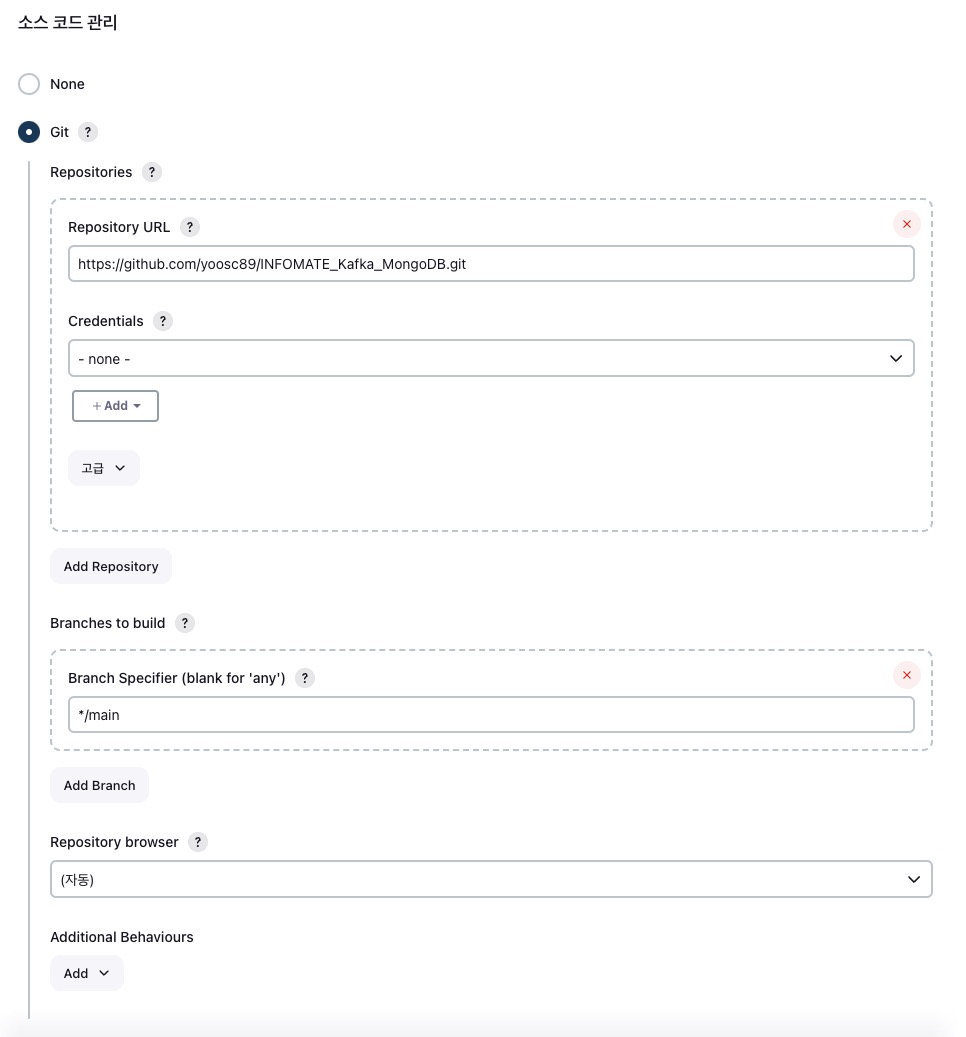 소스 코드 관리
None
Git ?
Repositories ?
Repository URL ?
https://github.com/yoosc89/INFOMATE_Kafka_MongoDB.git
Credentials ?
- none -
+ Add
고급
Add Repository
Branches to build ?
Branch Specifier (blank for 'any') ?
*/main
Add Branch
Repository browser ?
(자동)
Additional Behaviours
Add